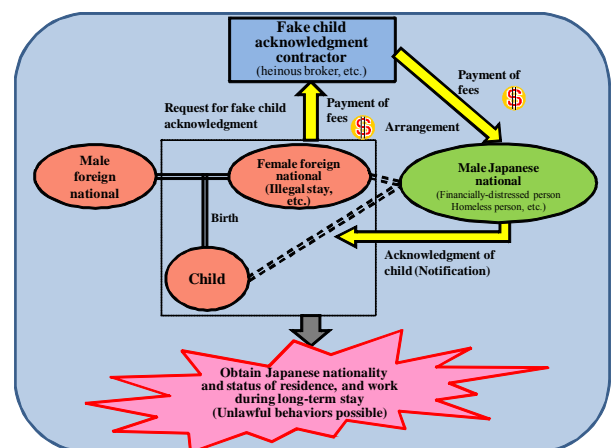 Fake child
acknowledgment
contractor
(heinous broker, etc.)
Payment of
fees
$
Request for fake child
acknowledgment
Payment of
fees
$
Arrangement
Male
foreign
national
Female foreign
national
(Illegal stay,
etc.)
Male Japanese
national
(Financially-distressed person
Homeless person, etc.)
Birth
Child
Acknowledgment of
child (Notification)
Obtain Japanese nationality
and status of residence, and work
during long-term stay
(Unlawful behaviors possible)